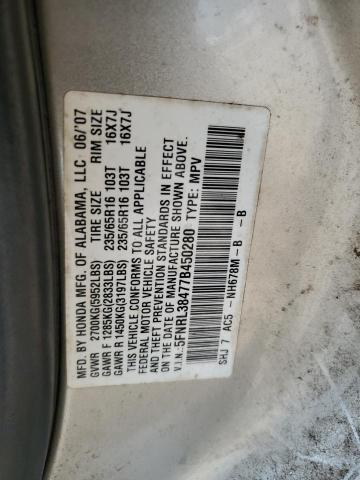 MFD. BY HONDA MFG. OF ALABAMA, LLC 06/'07
GVWR 2700KG(5952LBS) TIRE SIZE RIM SIZE
GAWR F 1285KG(2833LBS) 235/65R16 103T 16X7J
GAWR R 1450KG(3197LBS) 235/65R16 103T 16X7J
THIS VEHICLE CONFORMS TO ALL APPLICABLE
FEDERAL MOTOR VEHICLE SAFETY
AND THEFT PREVENTION STANDARDS IN EFFECT
ON THE DATE OF MANUFACTURE SHOWN ABOVE.
V.I.N.:5FNRL38477B450280 TYPE: MPV
SHJ 7 AC5 - NH678M - B - B